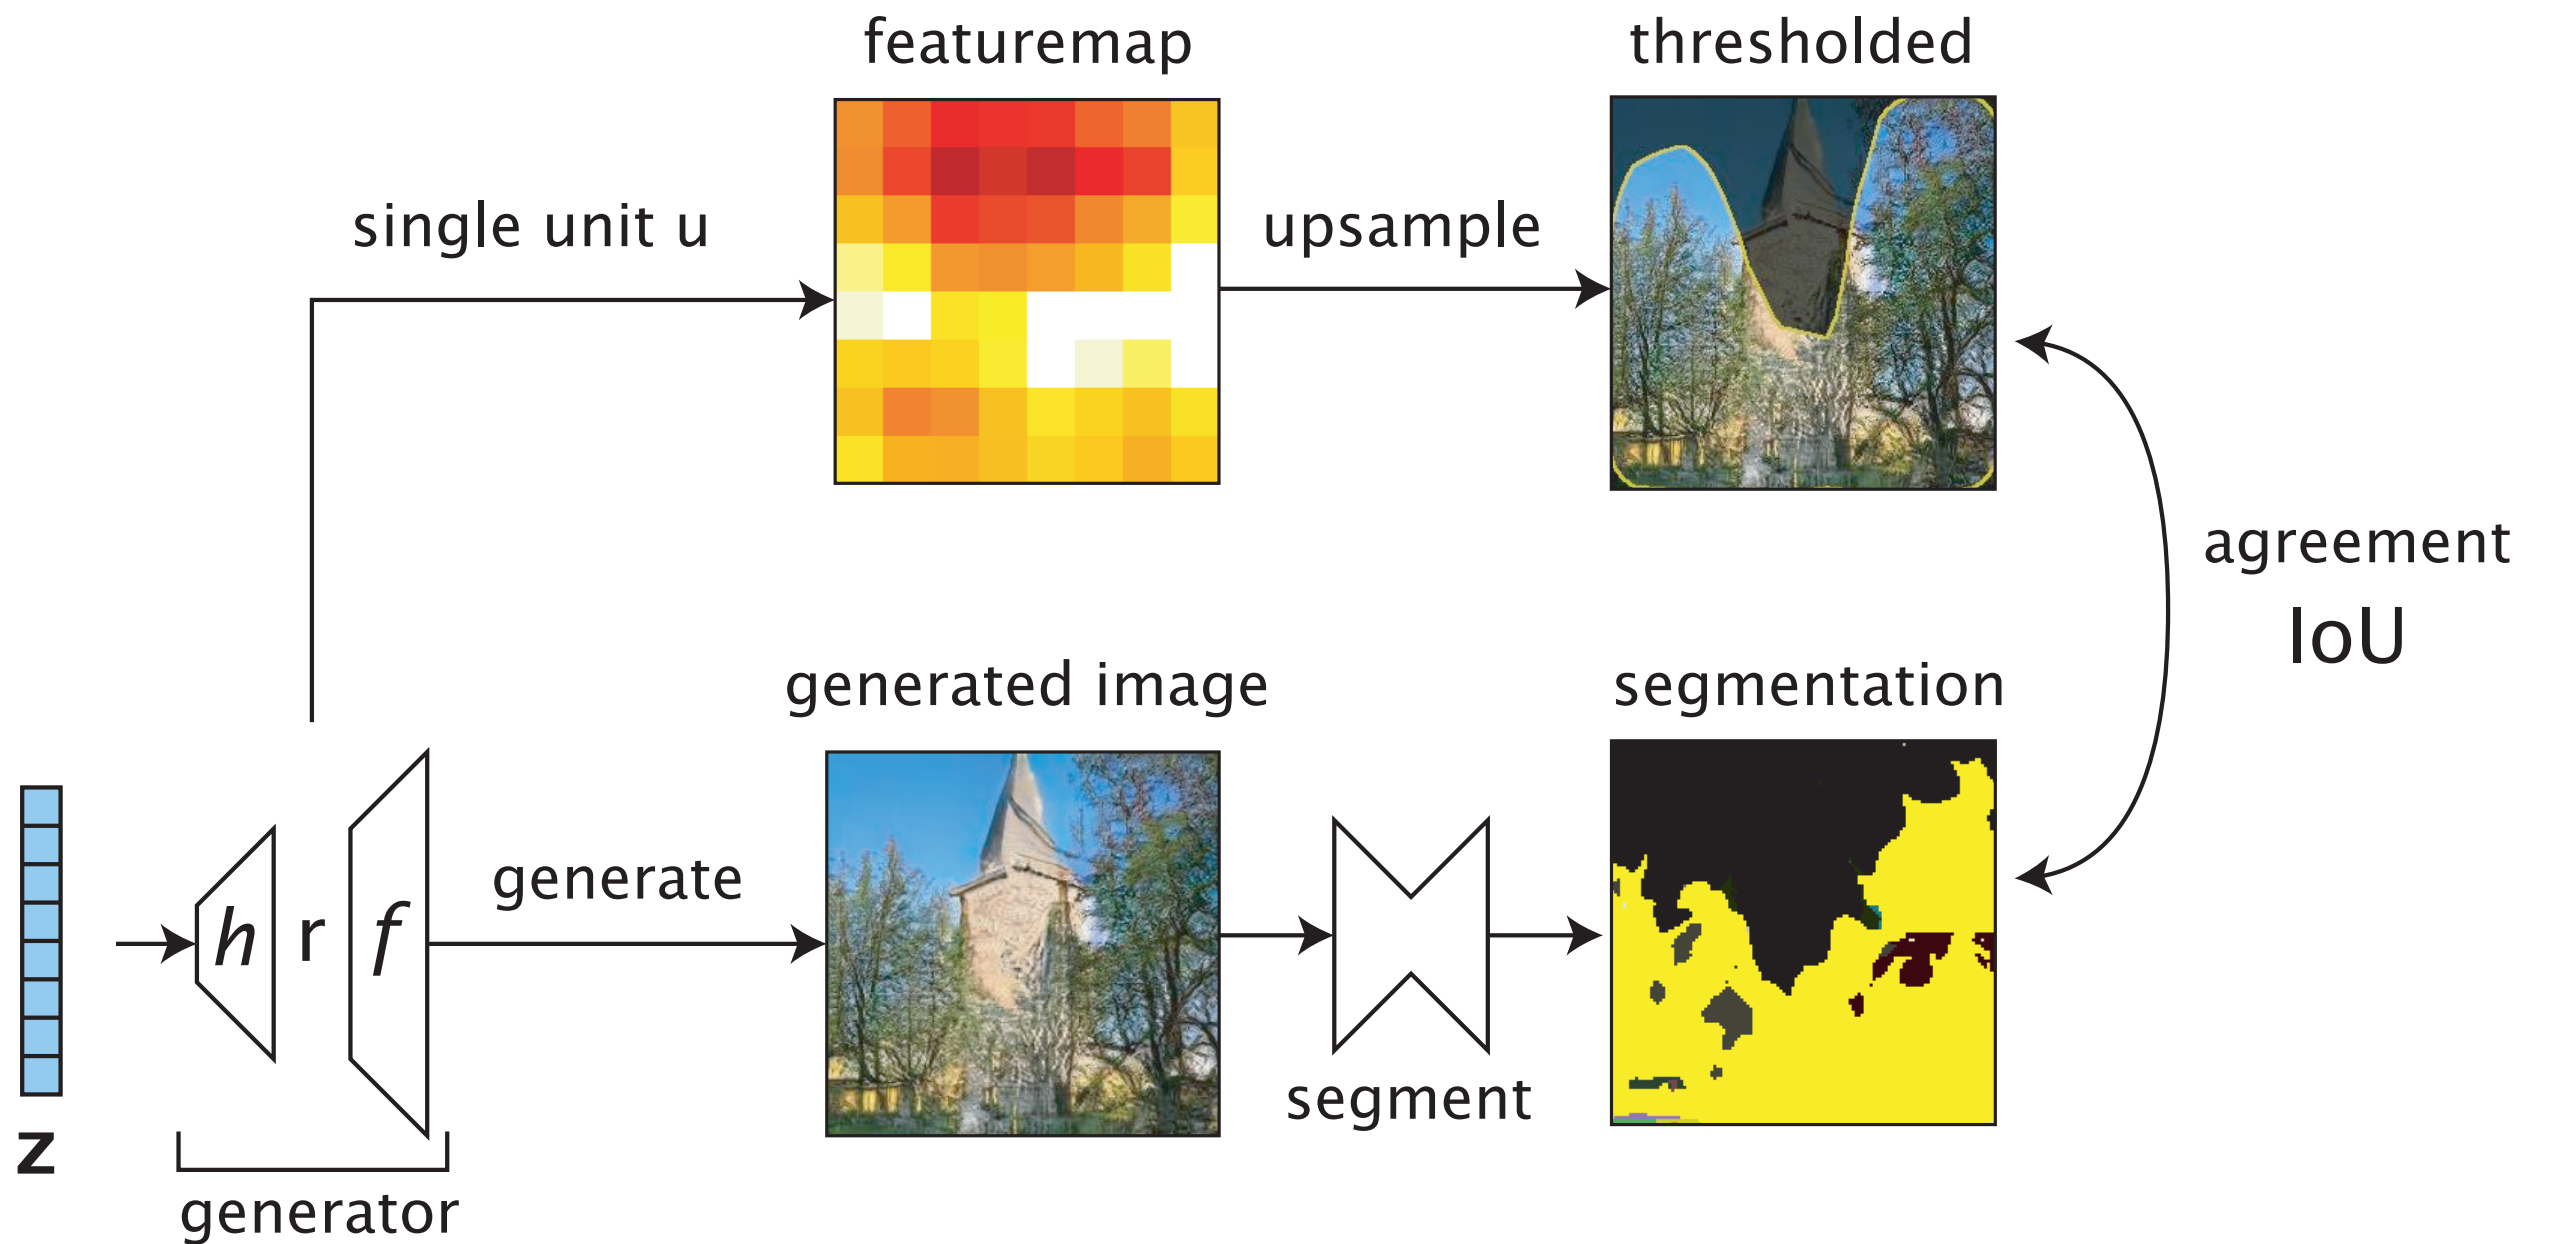 featuremap
thresholded
single unit u
upsample
agreement
IoU
generated image
segmentation
h r f
generate
segment
z
generator